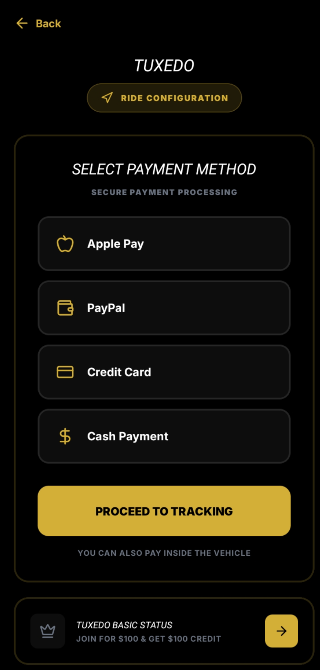 Back
TUXEDO
RIDE CONFIGURATION
SELECT PAYMENT METHOD
SECURE PAYMENT PROCESSING
Apple Pay
PayPal
Credit Card
Cash Payment
PROCEED TO TRACKING
YOU CAN ALSO PAY INSIDE THE VEHICLE
TUXEDO BASIC STATUS
JOIN FOR $100 & GET $100 CREDIT